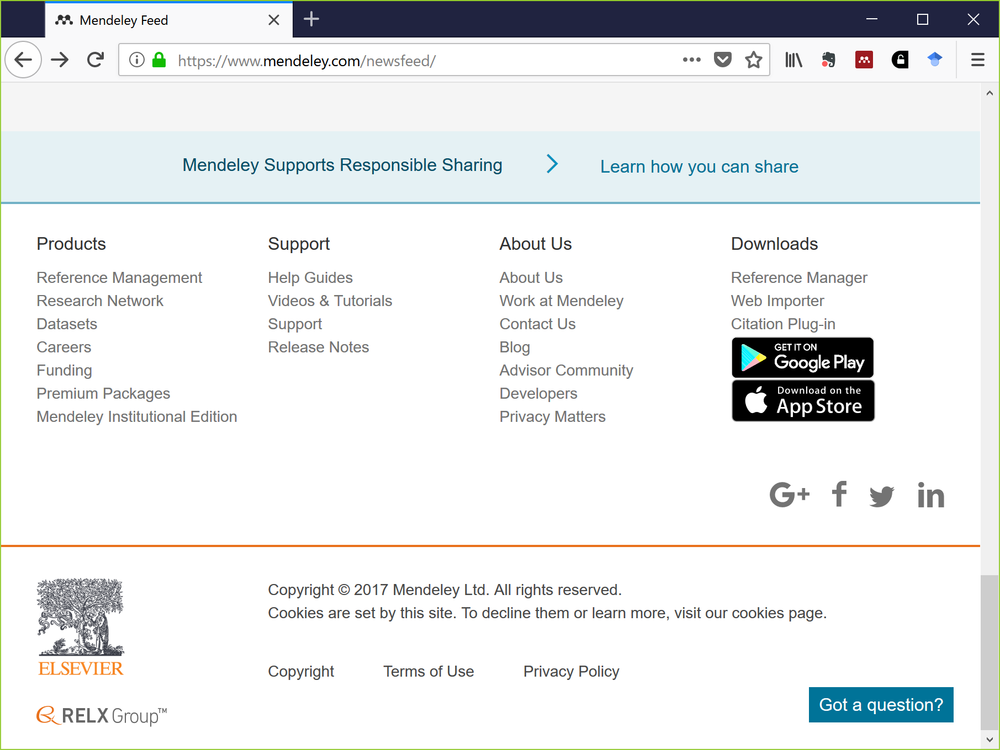 Mendeley Feed
https://www.mendeley.com/newsfeed/
Mendeley Supports Responsible Sharing
Learn how you can share
Products
Reference Management
Research Network
Datasets
Careers
Funding
Premium Packages
Mendeley Institutional Edition
Support
Help Guides
Videos & Tutorials
Support
Release Notes
About Us
About Us
Work at Mendeley
Contact Us
Blog
Advisor Community
Developers
Privacy Matters
Downloads
Reference Manager
Web Importer
Citation Plug-in
GET IT ON
Google Play
Download on the
App Store
G+ f in
NON SOLUS
ELSEVIER
RELX Group™
Copyright © 2017 Mendeley Ltd. All rights reserved.
Cookies are set by this site. To decline them or learn more, visit our cookies page.
Copyright Terms of Use Privacy Policy
Got a question?